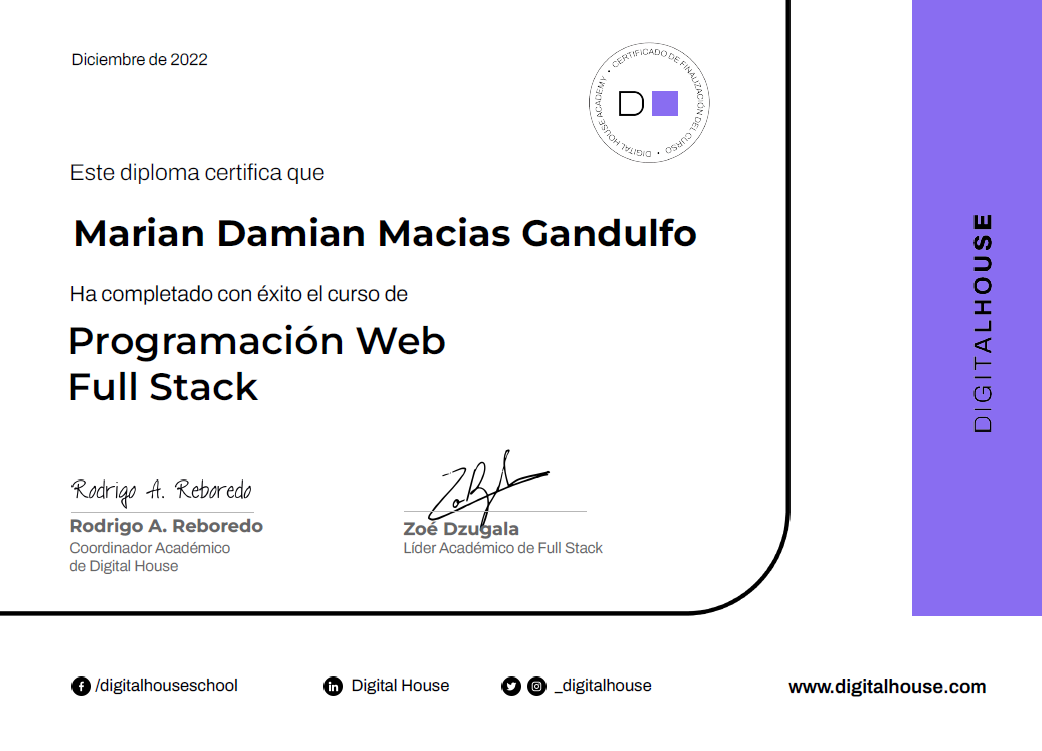 Diciembre de 2022
DIGITAL HOUSE ACADEMY • CERTIFICADO DE FINALIZACIÓN DEL CURSO •
D
Este diploma certifica que
Marian Damian Macias Gandulfo
Ha completado con éxito el curso de
Programación Web
Full Stack
Rodrigo A. Reboredo
Rodrigo A. Reboredo
Coordinador Académico
de Digital House
Zoé Dzugala
Líder Académico de Full Stack
DIGITALHOUSE
/digitalhouseschool
Digital House
_digitalhouse
www.digitalhouse.com